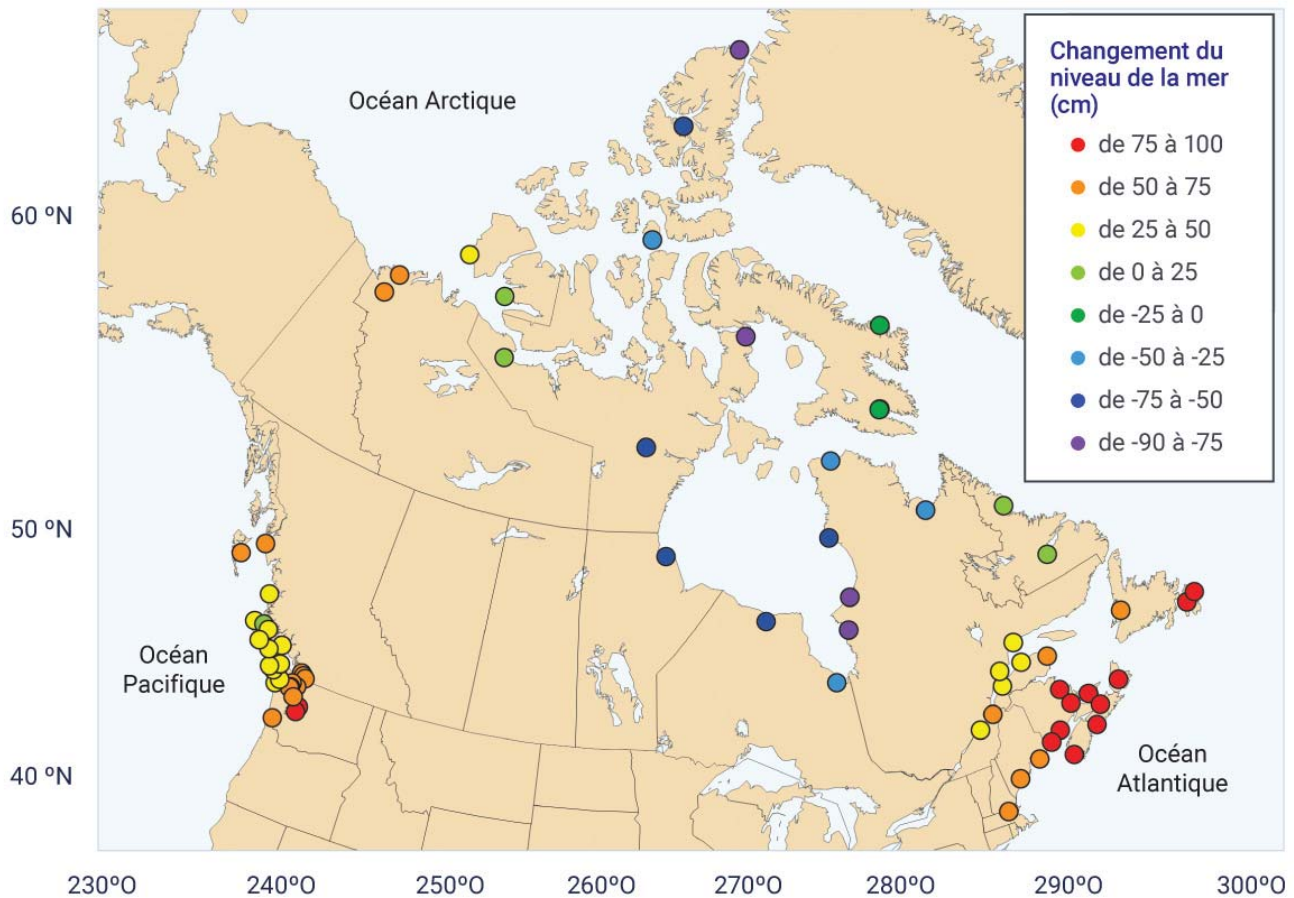 Changement du
niveau de la mer
(cm)
de 75 à 100
de 50 à 75
de 25 à 50
de 0 à 25
de -25 à 0
de -50 à -25
de -75 à -50
de -90 à -75
Océan Arctique
60 ºN
50 ºN
40 ºN
Océan
Pacifique
Océan
Atlantique
230ºO 240ºO 250ºO 260ºO 270ºO 280ºO 290ºO 300ºO